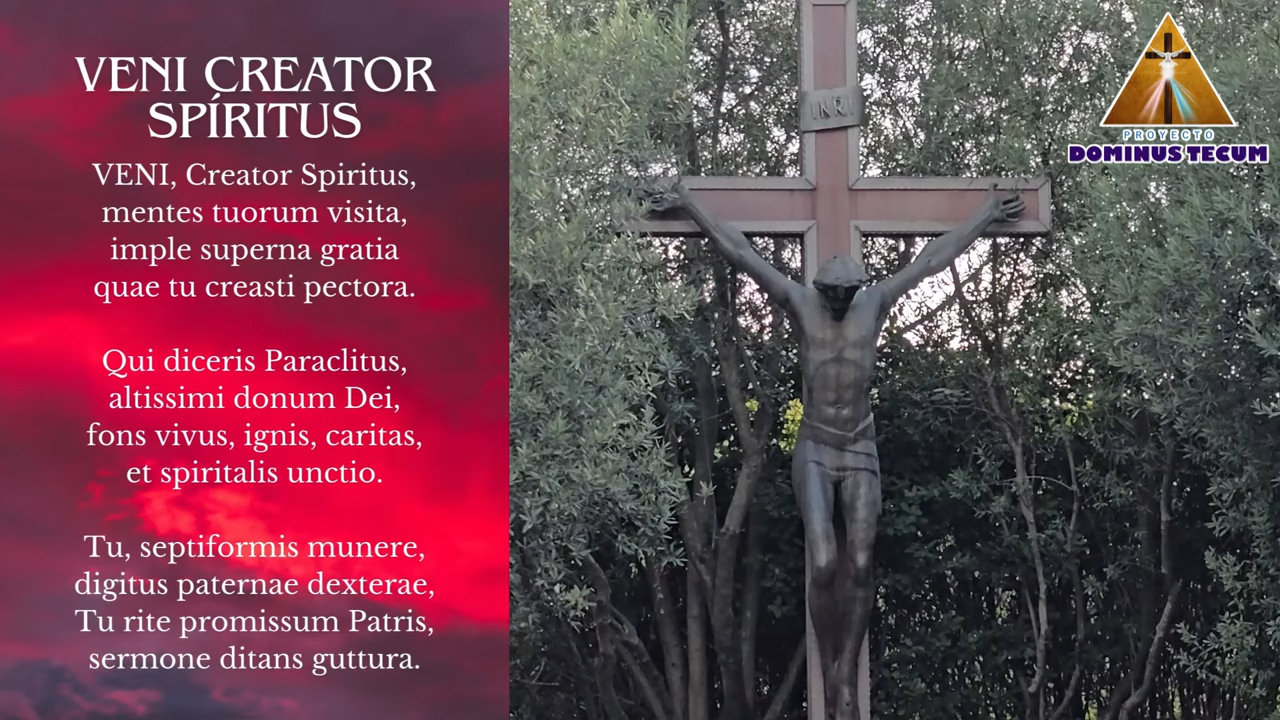 VENI CREATOR
SPÍRITUS
VENI, Creator Spiritus,
mentes tuorum visita,
imple superna gratia
quae tu creasti pectora.
Qui diceris Paraclitus,
altissimi donum Dei,
fons vivus, ignis, caritas,
et spiritalis unctio.
Tu, septiformis munere,
digitus paternae dexterae,
Tu rite promissum Patris,
sermone ditans guttura.
INRI
PROYECTO
DOMINUS TECUM